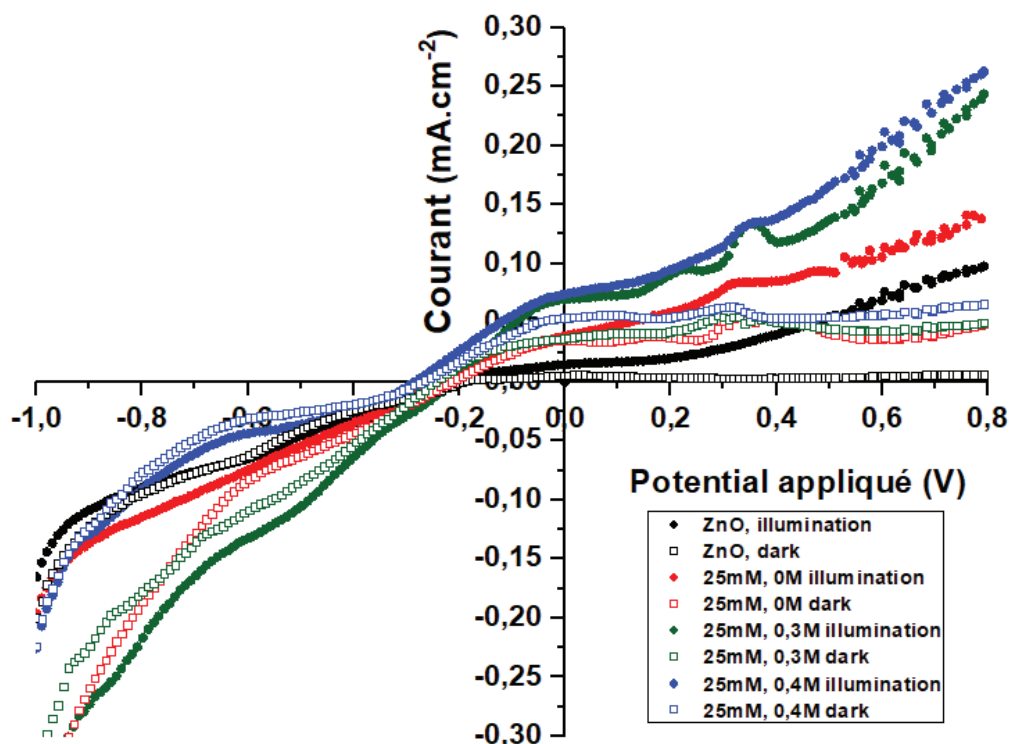 0,30
0,25
0,20
0,15
0,10
0,00
Courant (mA.cm⁻²)
-1,0 -0,8 -0,6 -0,2 0,0 0,2 0,4 0,6 0,8
-0,05
-0,10
-0,15
-0,20
-0,25
-0,30
Potential appliqué (V)
ZnO, illumination
ZnO, dark
25mM, 0M illumination
25mM, 0M dark
25mM, 0,3M illumination
25mM, 0,3M dark
25mM, 0,4M illumination
25mM, 0,4M dark